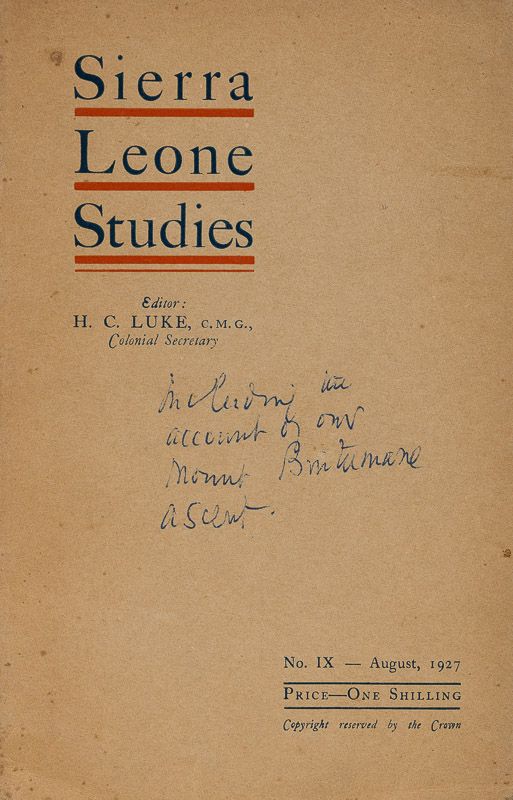 Sierra
Leone
Studies
Editor:
H. C. LUKE, C.M.G.,
Colonial Secretary
including the
account of our
Mount Bintumane
ascent.
No. IX — August, 1927
PRICE—ONE SHILLING
Copyright reserved by the Crown